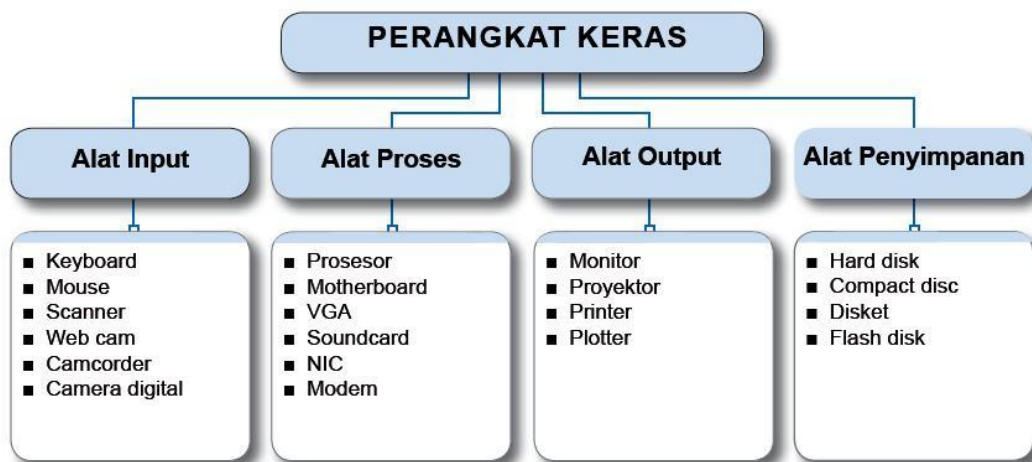 PERANGKAT KERAS
Alat Input
Keyboard
Mouse
Scanner
Web cam
Camcorder
Camera digital
Alat Proses
Prosesor
Motherboard
VGA
Soundcard
NIC
Modem
Alat Output
Monitor
Proyektor
Printer
Plotter
Alat Penyimpanan
Hard disk
Compact disc
Disket
Flash disk